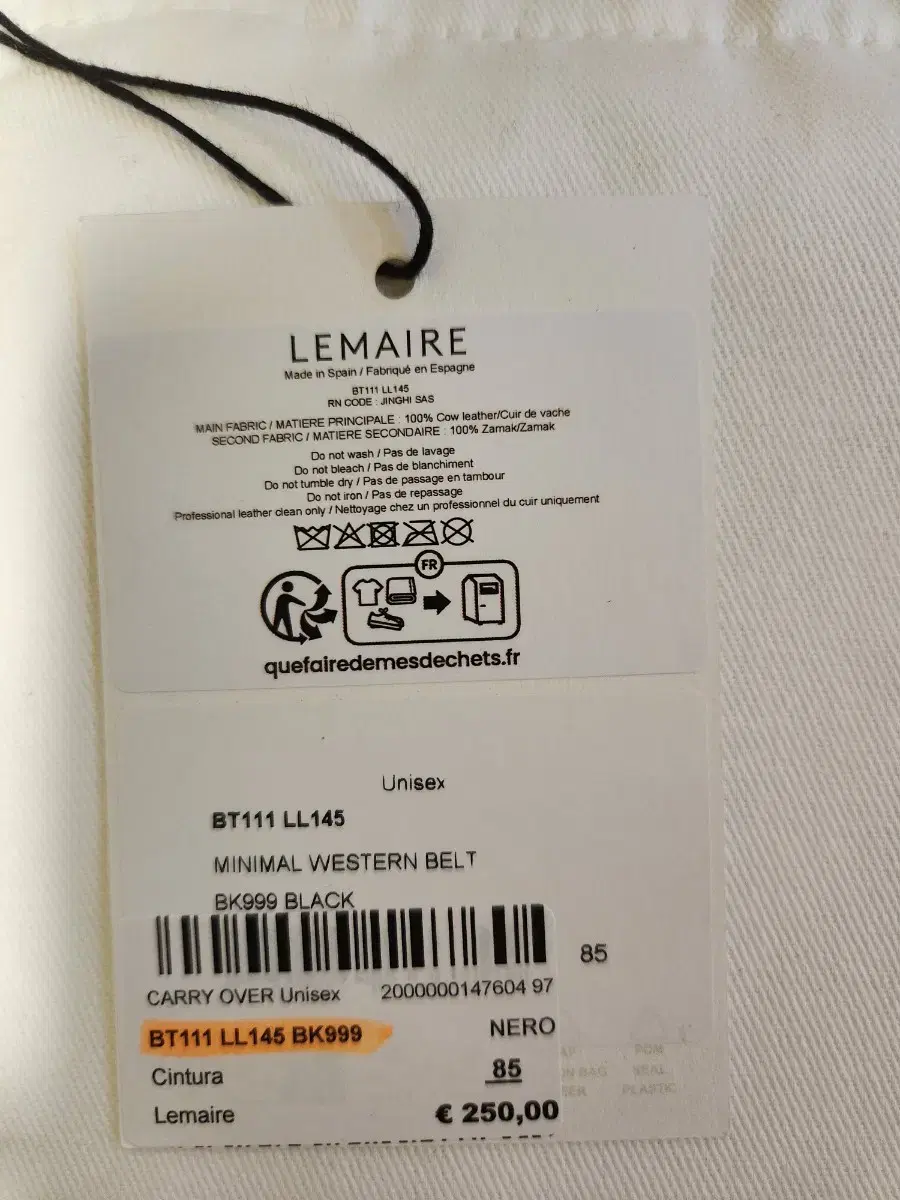 LEMAIRE
Made in Spain / Fabriqué en Espagne
BT111 LL145
RN CODE : JINGHI SAS
MAIN FABRIC / MATIERE PRINCIPALE : 100% Cow leather/Cuir de vache
SECOND FABRIC / MATIERE SECONDAIRE : 100% Zamak/Zamak
Do not wash / Pas de lavage
Do not bleach / Pas de blanchiment
Do not tumble dry / Pas de passage en tambour
Do not iron / Pas de repassage
Professional leather clean only / Nettoyage chez un professionnel du cuir uniquement
FR
quefairedemesdechets.fr
Unisex
BT111 LL145
MINIMAL WESTERN BELT
BK999 BLACK
85
CARRY OVER Unisex 2000000147604 97
BT111 LL145 BK999 NERO
Cintura 85
Lemaire € 250,00
BAG SEAL
PLASTIC